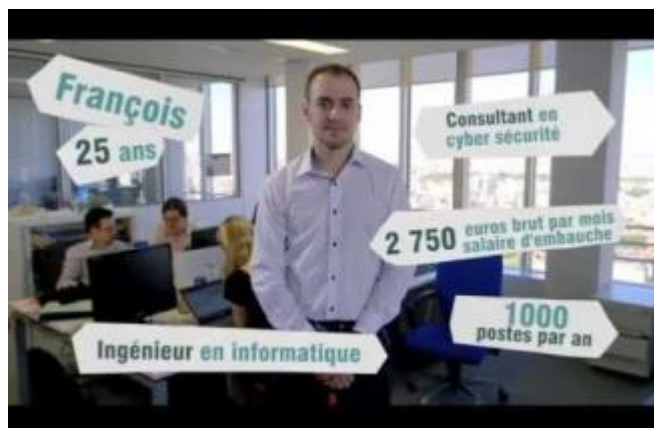 François
25 ans
Consultant en
cyber sécurité
2 750 euros brut par mois
salaire d'embauche
1000
postes par an
Ingénieur en informatique